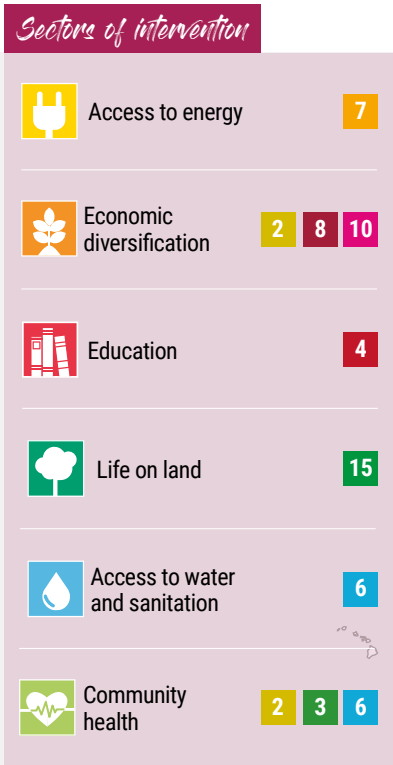 Sectors of intervention
Access to energy 7
Economic
diversification 2 8 10
Education 4
Life on land 15
Access to water
and sanitation 6
Community
health 2 3 6